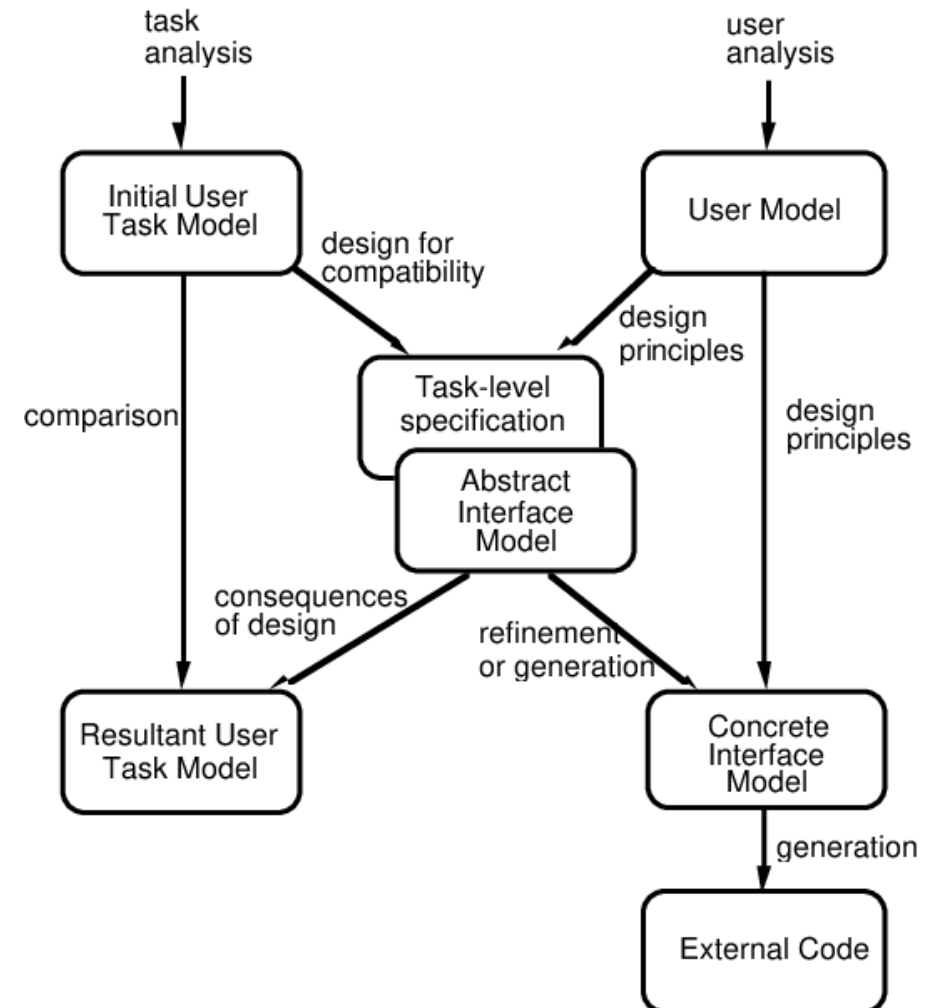 task
analysis
user
analysis
Initial User
Task Model
User Model
design for
compatibility
design
principles
Task-level
specification
comparison
design
principles
Abstract
Interface
Model
consequences
of design
refinement
or generation
Resultant User
Task Model
Concrete
Interface
Model
generation
External Code